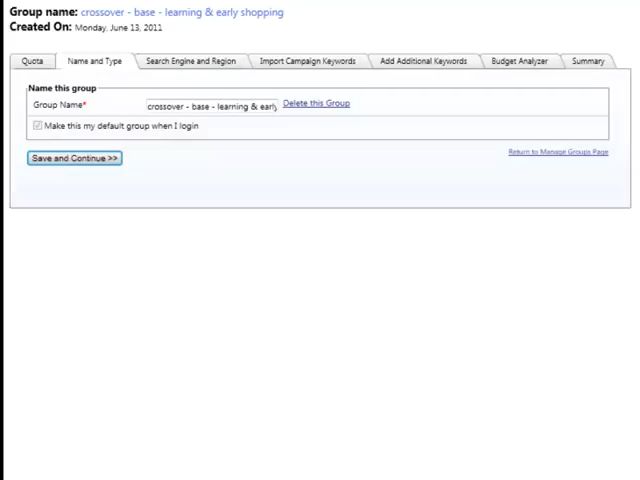 Group name: crossover - base - learning & early shopping
Created On: Monday, June 13, 2011
Quota Name and Type Search Engine and Region Import Campaign Keywords Add Additional Keywords Budget Analyzer Summary
Name this group
Group Name* crossover - base - learning & early Delete this Group
Make this my default group when I login
Save and Continue >> Return to Manage Groups Page